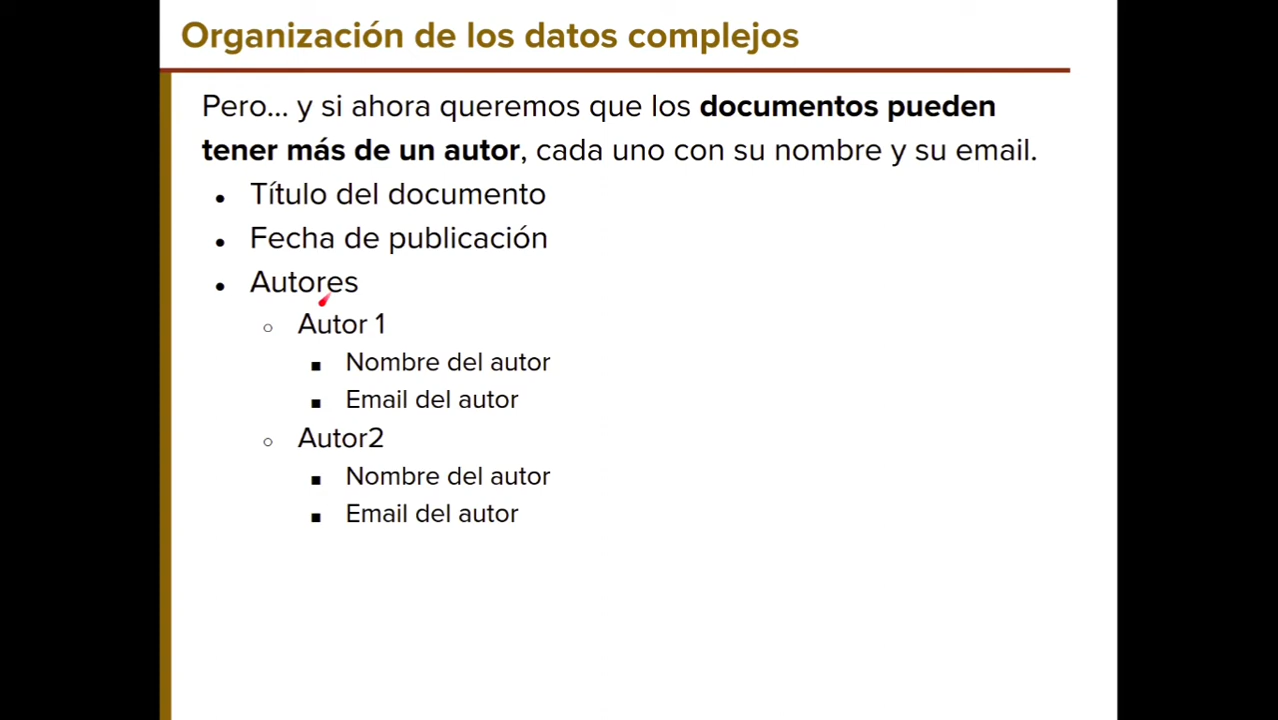 Organización de los datos complejos
Pero... y si ahora queremos que los documentos pueden
tener más de un autor, cada uno con su nombre y su email.
Título del documento
Fecha de publicación
Autores
Autor 1
Nombre del autor
Email del autor
Autor2
Nombre del autor
Email del autor